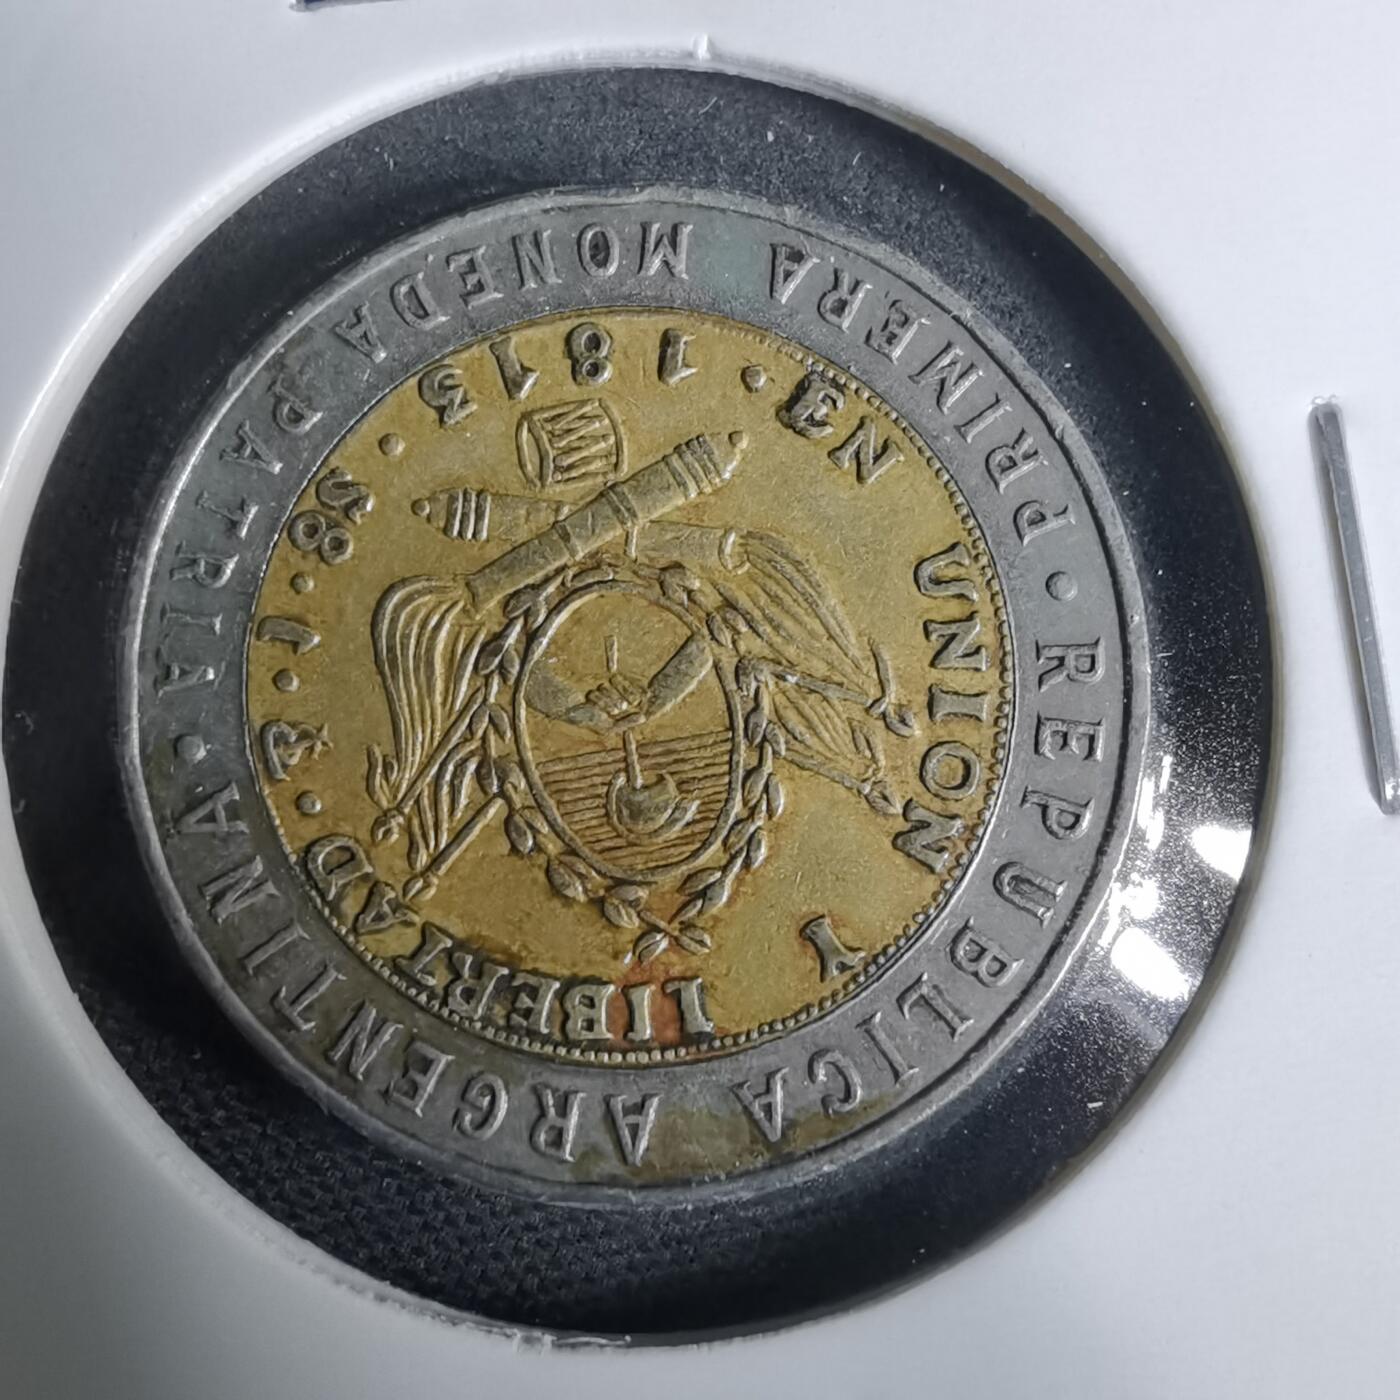 REPUBLICA ARGENTINA
· PRIMERA MONEDA PATRIA ·
EN UNION Y LIBERTAD · & · J · 8S ·
1813 ·